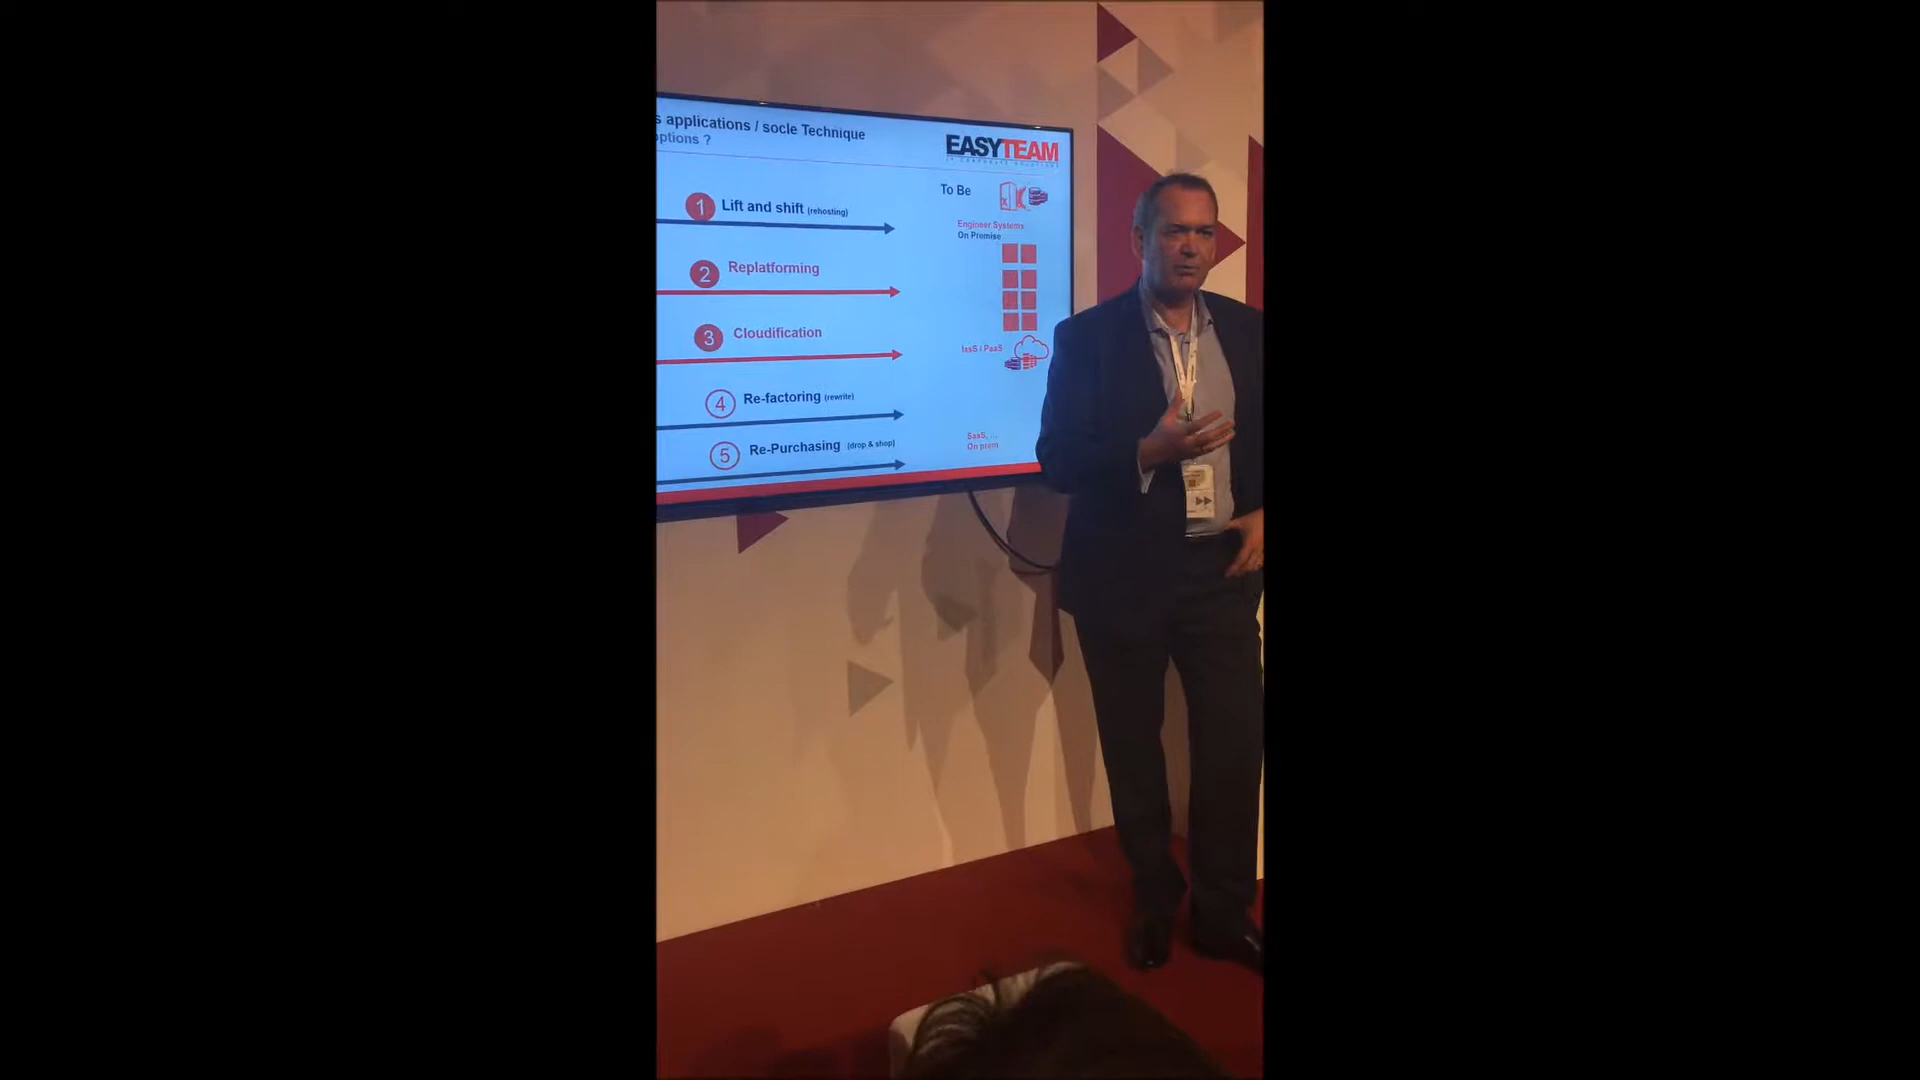 s applications / socle Technique
options ?
EASYTEAM
To Be
1 Lift and shift (rehosting)
Engineer Systems
On Premise
2 Replatforming
3 Cloudification
IaaS / PaaS
4 Re-factoring (rewrite)
5 Re-Purchasing (drop & shop)
SaaS, ...
On prem